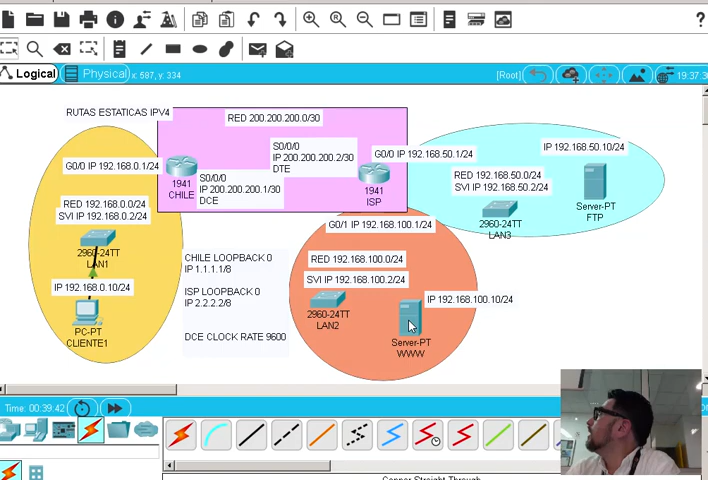 Logical
Physical
x: 587, y: 334
[Root]
19:37:3
RUTAS ESTATICAS IPV4
RED 200.200.200.0/30
G0/0 IP 192.168.0.1/24
1941
CHILE
S0/0/0
IP 200.200.200.1/30
DCE
S0/0/0
IP 200.200.200.2/30
DTE
1941
ISP
G0/0 IP 192.168.50.1/24
IP 192.168.50.10/24
RED 192.168.50.0/24
SVI IP 192.168.50.2/24
2960-24TT
LAN3
Server-PT
FTP
RED 192.168.0.0/24
SVI IP 192.168.0.2/24
2960-24TT
LAN1
IP 192.168.0.10/24
PC-PT
CLIENTE1
CHILE LOOPBACK 0
IP 1.1.1.1/8
ISP LOOPBACK 0
IP 2.2.2.2/8
DCE CLOCK RATE 9600
G0/1 IP 192.168.100.1/24
RED 192.168.100.0/24
SVI IP 192.168.100.2/24
2960-24TT
LAN2
IP 192.168.100.10/24
Server-PT
WWW
Time: 00:39:42
Copper Straight-Through